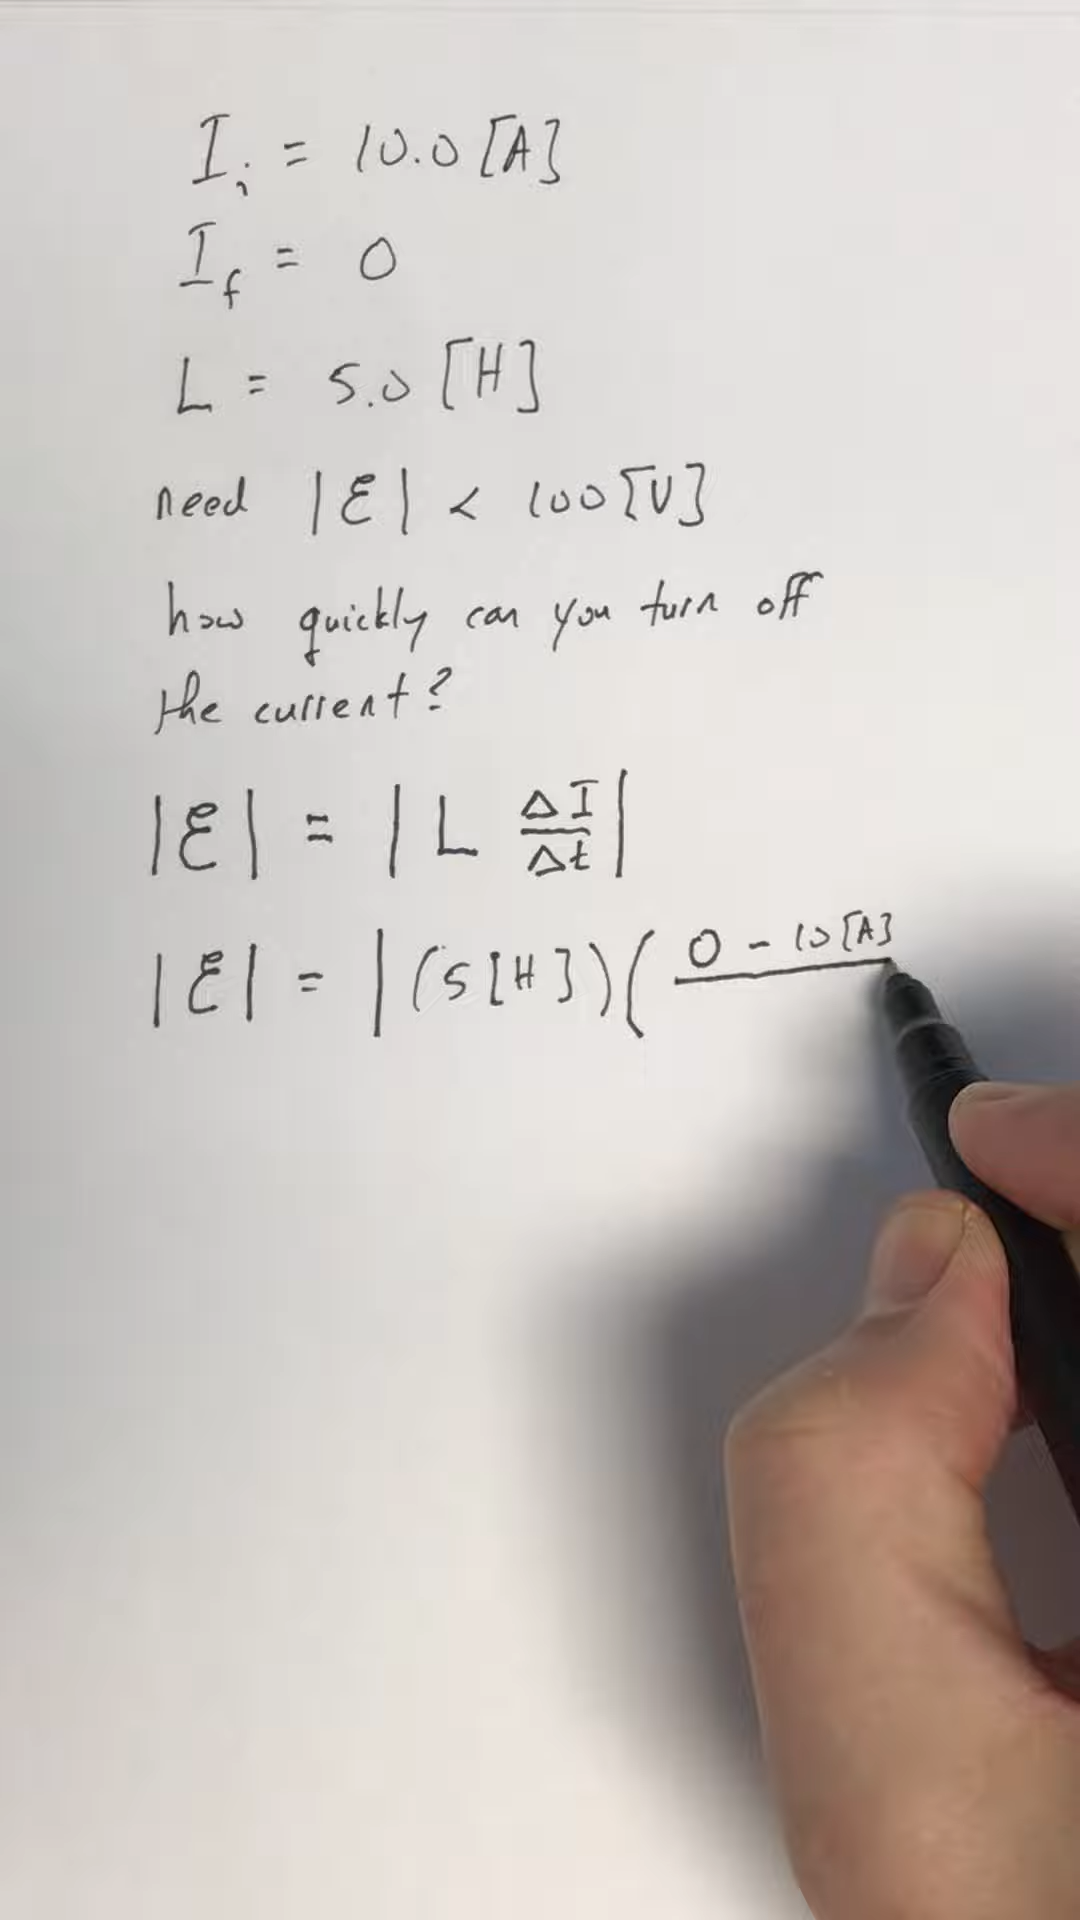 I_i = 10.0 [A]
I_f = 0
L = 5.0 [H]
need |ℰ| < 100 [V]
how quickly can you turn off
the current?
|ℰ| = |L ΔI/Δt|
|ℰ| = |(5[H])(0 - 10[A]